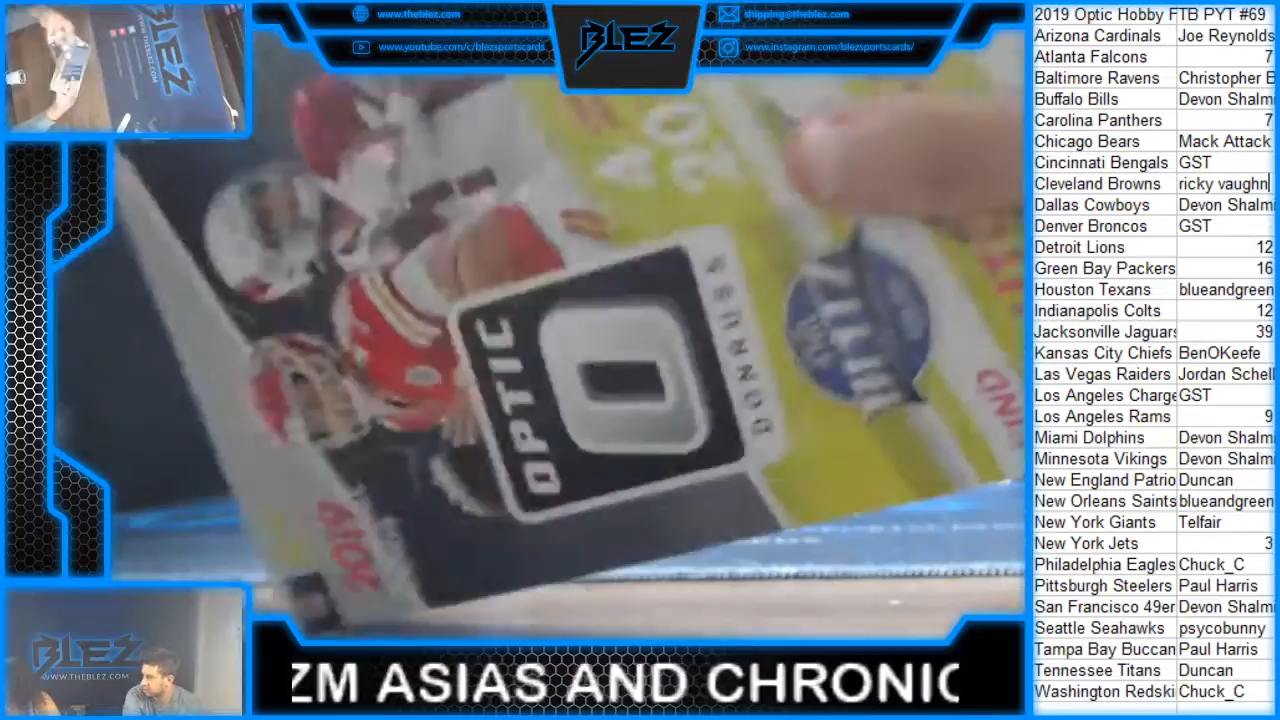 www.theblez.com
www.youtube.com/c/blezsportscards
BLEZ
shipping@theblez.com
www.instagram.com/blezsportscards/
BLEZ
WWW.THEBLEZ.COM
OPTIC
DONRUSS
BLEZ
WWW.THEBLEZ.COM
ZM ASIAS AND CHRONIC
2019 Optic Hobby FTB PYT #69
Arizona Cardinals Joe Reynolds
Atlanta Falcons 7
Baltimore Ravens Christopher B
Buffalo Bills Devon Shalm
Carolina Panthers 7
Chicago Bears Mack Attack
Cincinnati Bengals GST
Cleveland Browns ricky vaughn
Dallas Cowboys Devon Shalm
Denver Broncos GST
Detroit Lions 12
Green Bay Packers 16
Houston Texans blueandgreen
Indianapolis Colts 12
Jacksonville Jaguars 39
Kansas City Chiefs BenOKeefe
Las Vegas Raiders Jordan Schell
Los Angeles Charge GST
Los Angeles Rams 9
Miami Dolphins Devon Shalm
Minnesota Vikings Devon Shalm
New England Patrio Duncan
New Orleans Saints blueandgreen
New York Giants Telfair
New York Jets 3
Philadelphia Eagles Chuck_C
Pittsburgh Steelers Paul Harris
San Francisco 49er Devon Shalm
Seattle Seahawks psycobunny
Tampa Bay Buccan Paul Harris
Tennessee Titans Duncan
Washington Redski Chuck_C